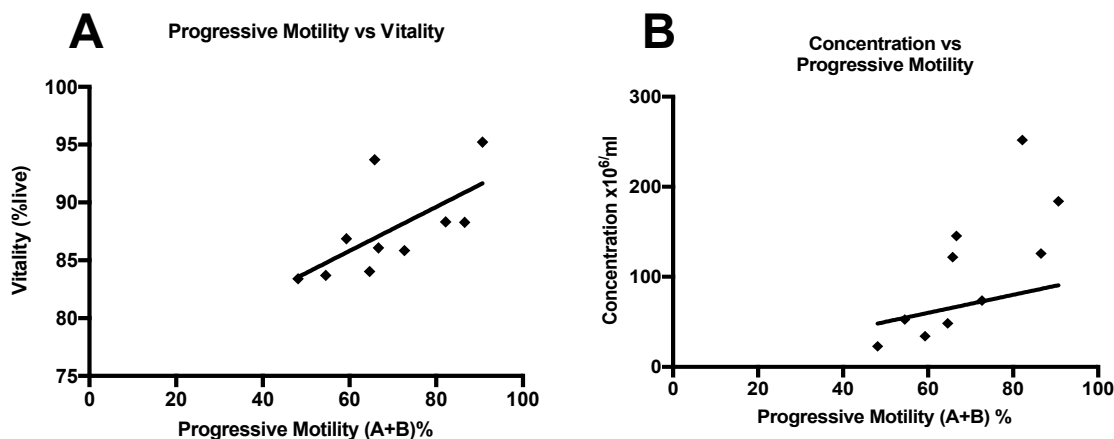 A
Progressive Motility vs Vitality
100
95
90
85
80
75
0
20
40
60
80
100
Vitality (%live)
Progressive Motility (A+B)%
B
Concentration vs
Progressive Motility
300
200
100
0
0
20
40
60
80
100
Concentration x10⁶/ml
Progressive Motility (A+B) %